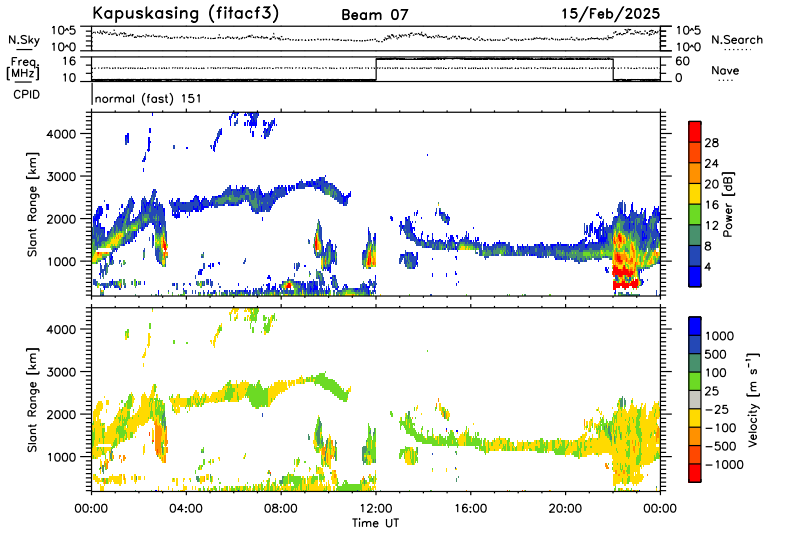 Kapuskasing (fitacf3) Beam 07 15/Feb/2025
N.Sky 10^5 10^0 10^5 10^0 N.Search
Freq. [MHz] 16 10 60 0 Nave
CPID normal (fast) 151
Slant Range [km] 4000 3000 2000 1000
Power [dB] 28 24 20 16 12 8 4
Slant Range [km] 4000 3000 2000 1000
Velocity [m s⁻¹] 1000 500 100 25 −25 −100 −500 −1000
00:00 04:00 08:00 12:00 16:00 20:00 00:00
Time UT